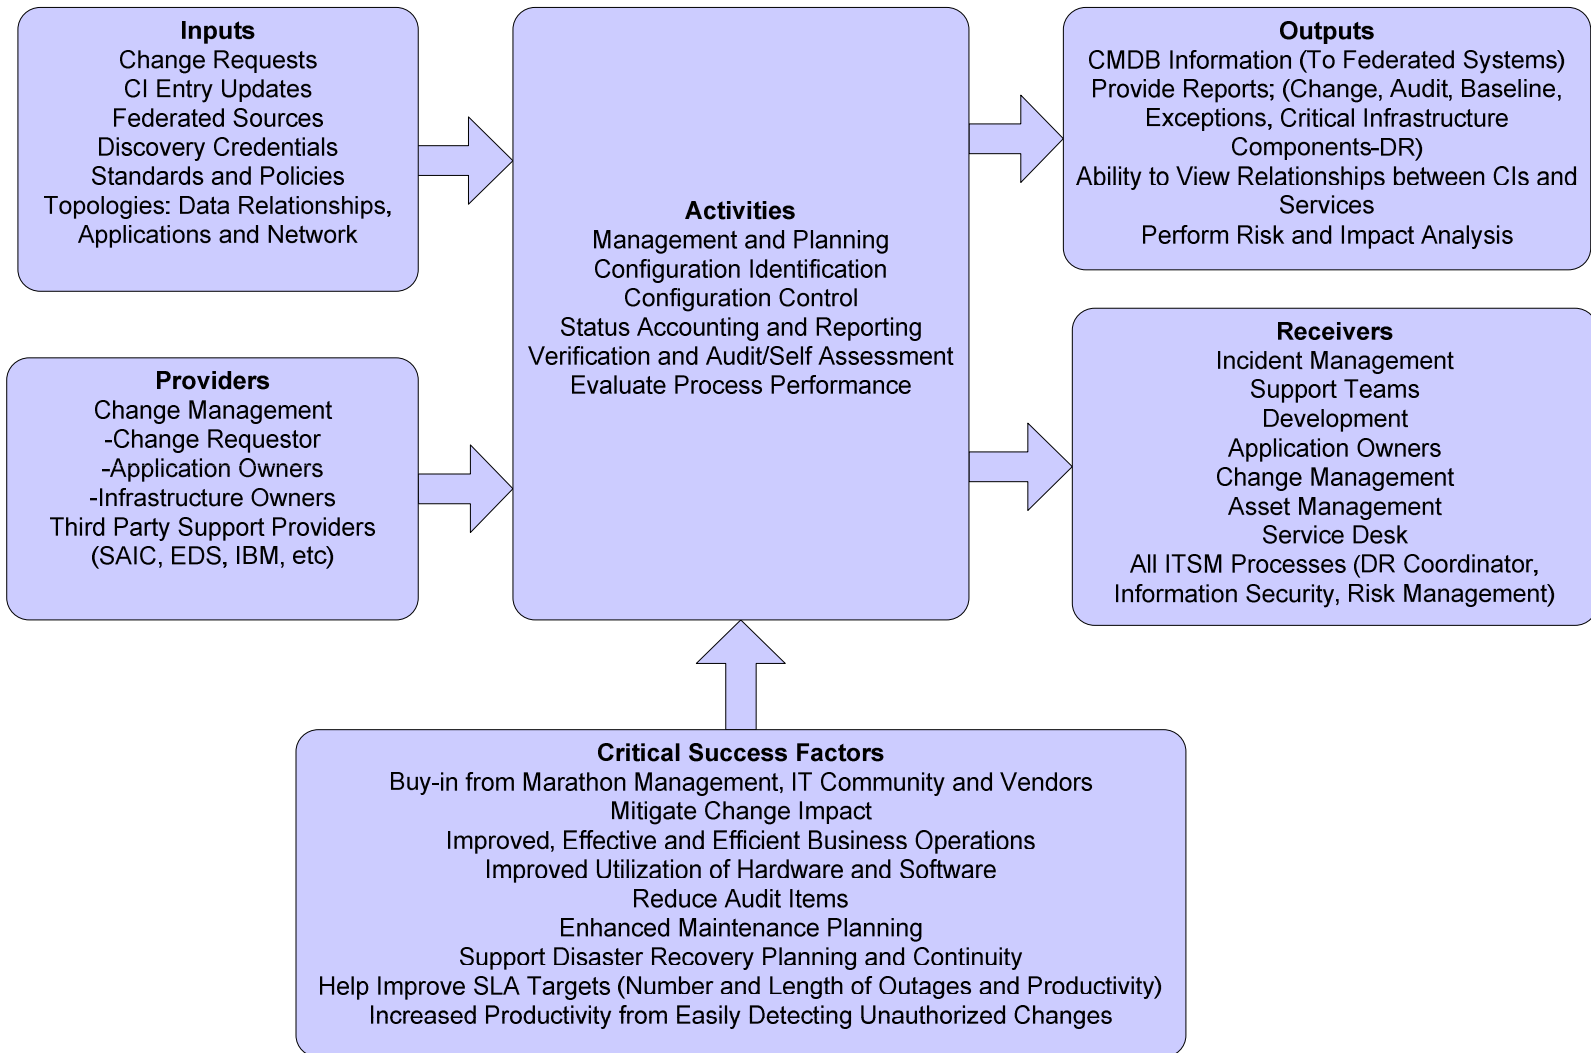 Inputs
Change Requests
CI Entry Updates
Federated Sources
Discovery Credentials
Standards and Policies
Topologies: Data Relationships,
Applications and Network
Providers
Change Management
-Change Requestor
-Application Owners
-Infrastructure Owners
Third Party Support Providers
(SAIC, EDS, IBM, etc)
Activities
Management and Planning
Configuration Identification
Configuration Control
Status Accounting and Reporting
Verification and Audit/Self Assessment
Evaluate Process Performance
Outputs
CMDB Information (To Federated Systems)
Provide Reports; (Change, Audit, Baseline,
Exceptions, Critical Infrastructure
Components-DR)
Ability to View Relationships between CIs and
Services
Perform Risk and Impact Analysis
Receivers
Incident Management
Support Teams
Development
Application Owners
Change Management
Asset Management
Service Desk
All ITSM Processes (DR Coordinator,
Information Security, Risk Management)
Critical Success Factors
Buy-in from Marathon Management, IT Community and Vendors
Mitigate Change Impact
Improved, Effective and Efficient Business Operations
Improved Utilization of Hardware and Software
Reduce Audit Items
Enhanced Maintenance Planning
Support Disaster Recovery Planning and Continuity
Help Improve SLA Targets (Number and Length of Outages and Productivity)
Increased Productivity from Easily Detecting Unauthorized Changes